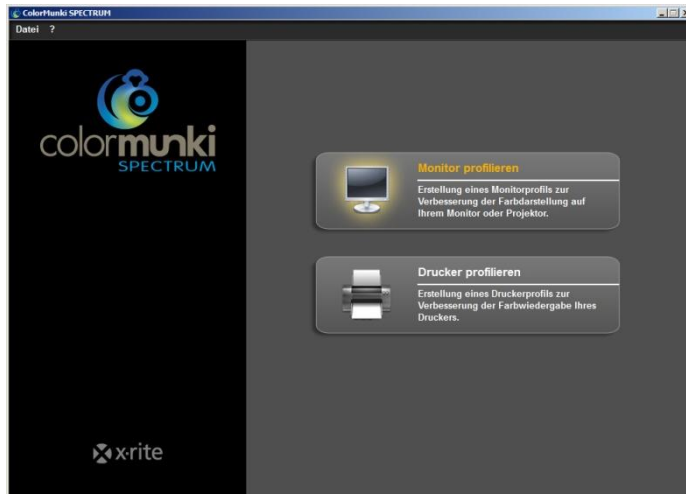 ColorMunki SPECTRUM
Datei ?
colormunki
SPECTRUM
Monitor profilieren
Erstellung eines Monitorprofils zur
Verbesserung der Farbdarstellung auf
Ihrem Monitor oder Projektor.
Drucker profilieren
Erstellung eines Druckerprofils zur
Verbesserung der Farbwiedergabe Ihres
Druckers.
x·rite